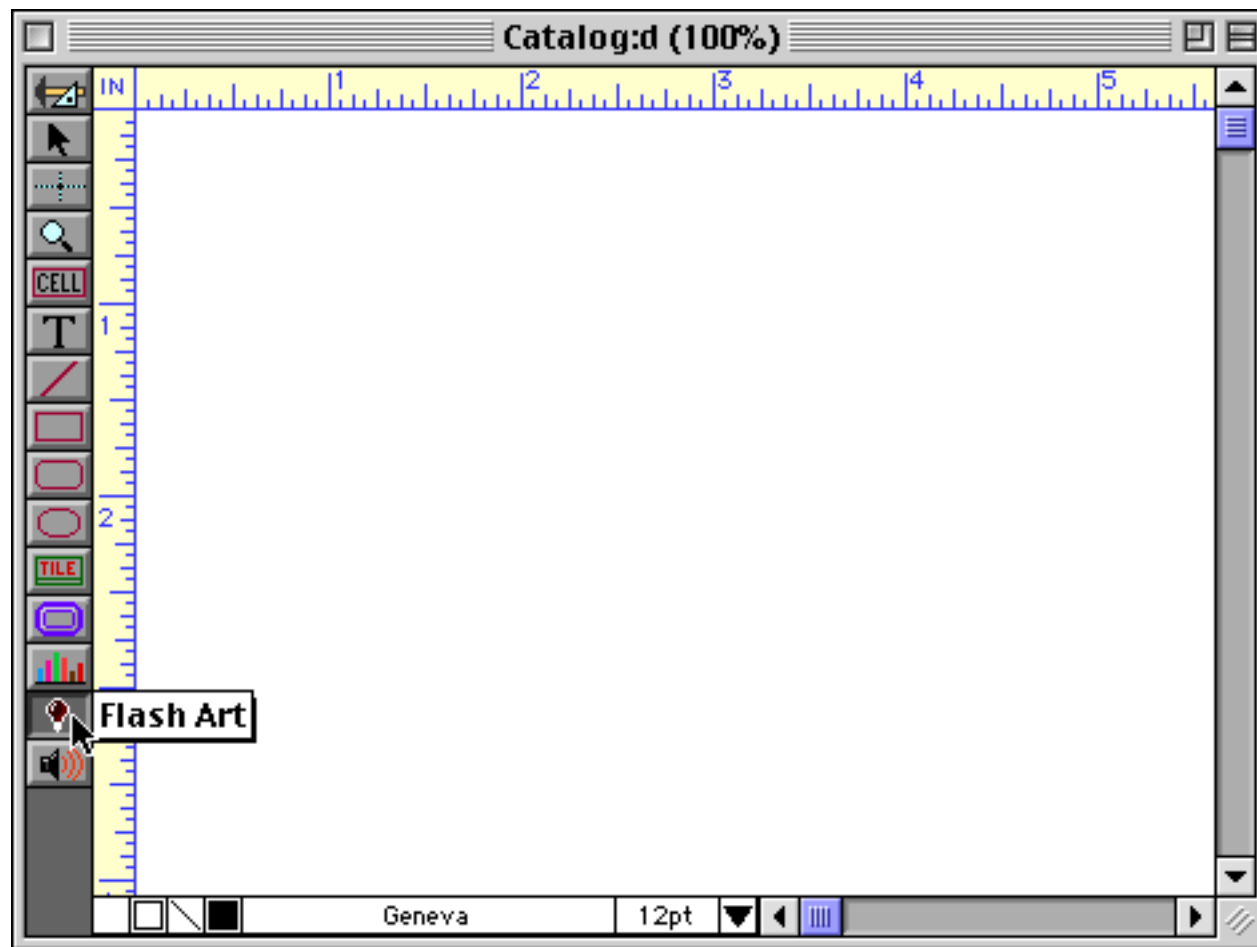 Catalog:d (100%)
IN 1 2 3 4 5
CELL
T
1
2
TILE
Flash Art
Geneva 12pt